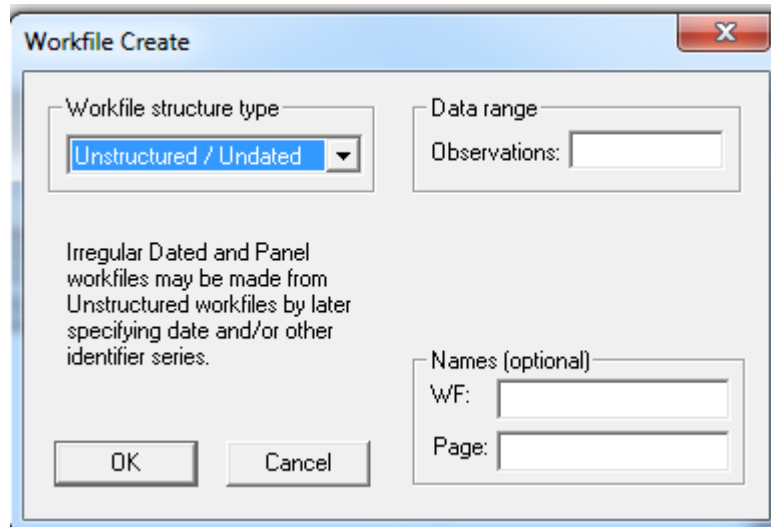 Workfile Create
x
Workfile structure type
Unstructured / Undated
Data range
Observations:
Irregular Dated and Panel
workfiles may be made from
Unstructured workfiles by later
specifying date and/or other
identifier series.
Names (optional)
WF:
Page:
OK
Cancel